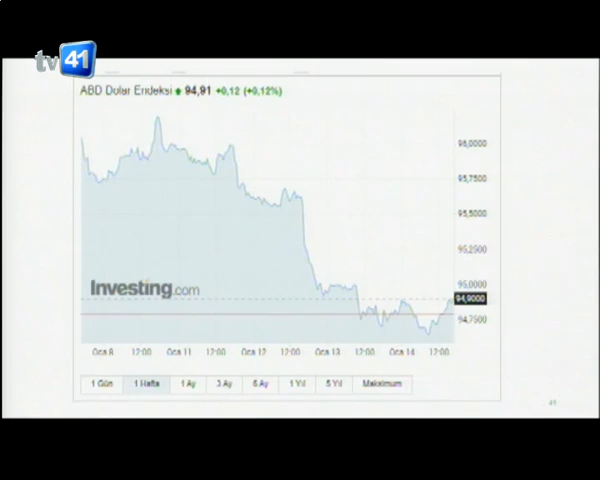 tv41
ABD Dolar Endeksi 94,91 +0,12 (+0,12%)
96,0000
95,7500
95,5000
95,2500
95,0000
94,9000
94,7500
Investing.com
Oca 8 12:00 Oca 11 12:00 Oca 12 12:00 Oca 13 12:00 Oca 14 12:00
1 Gün 1 Hafta 1 Ay 3 Ay 6 Ay 1 Yıl 5 Yıl Maksimum